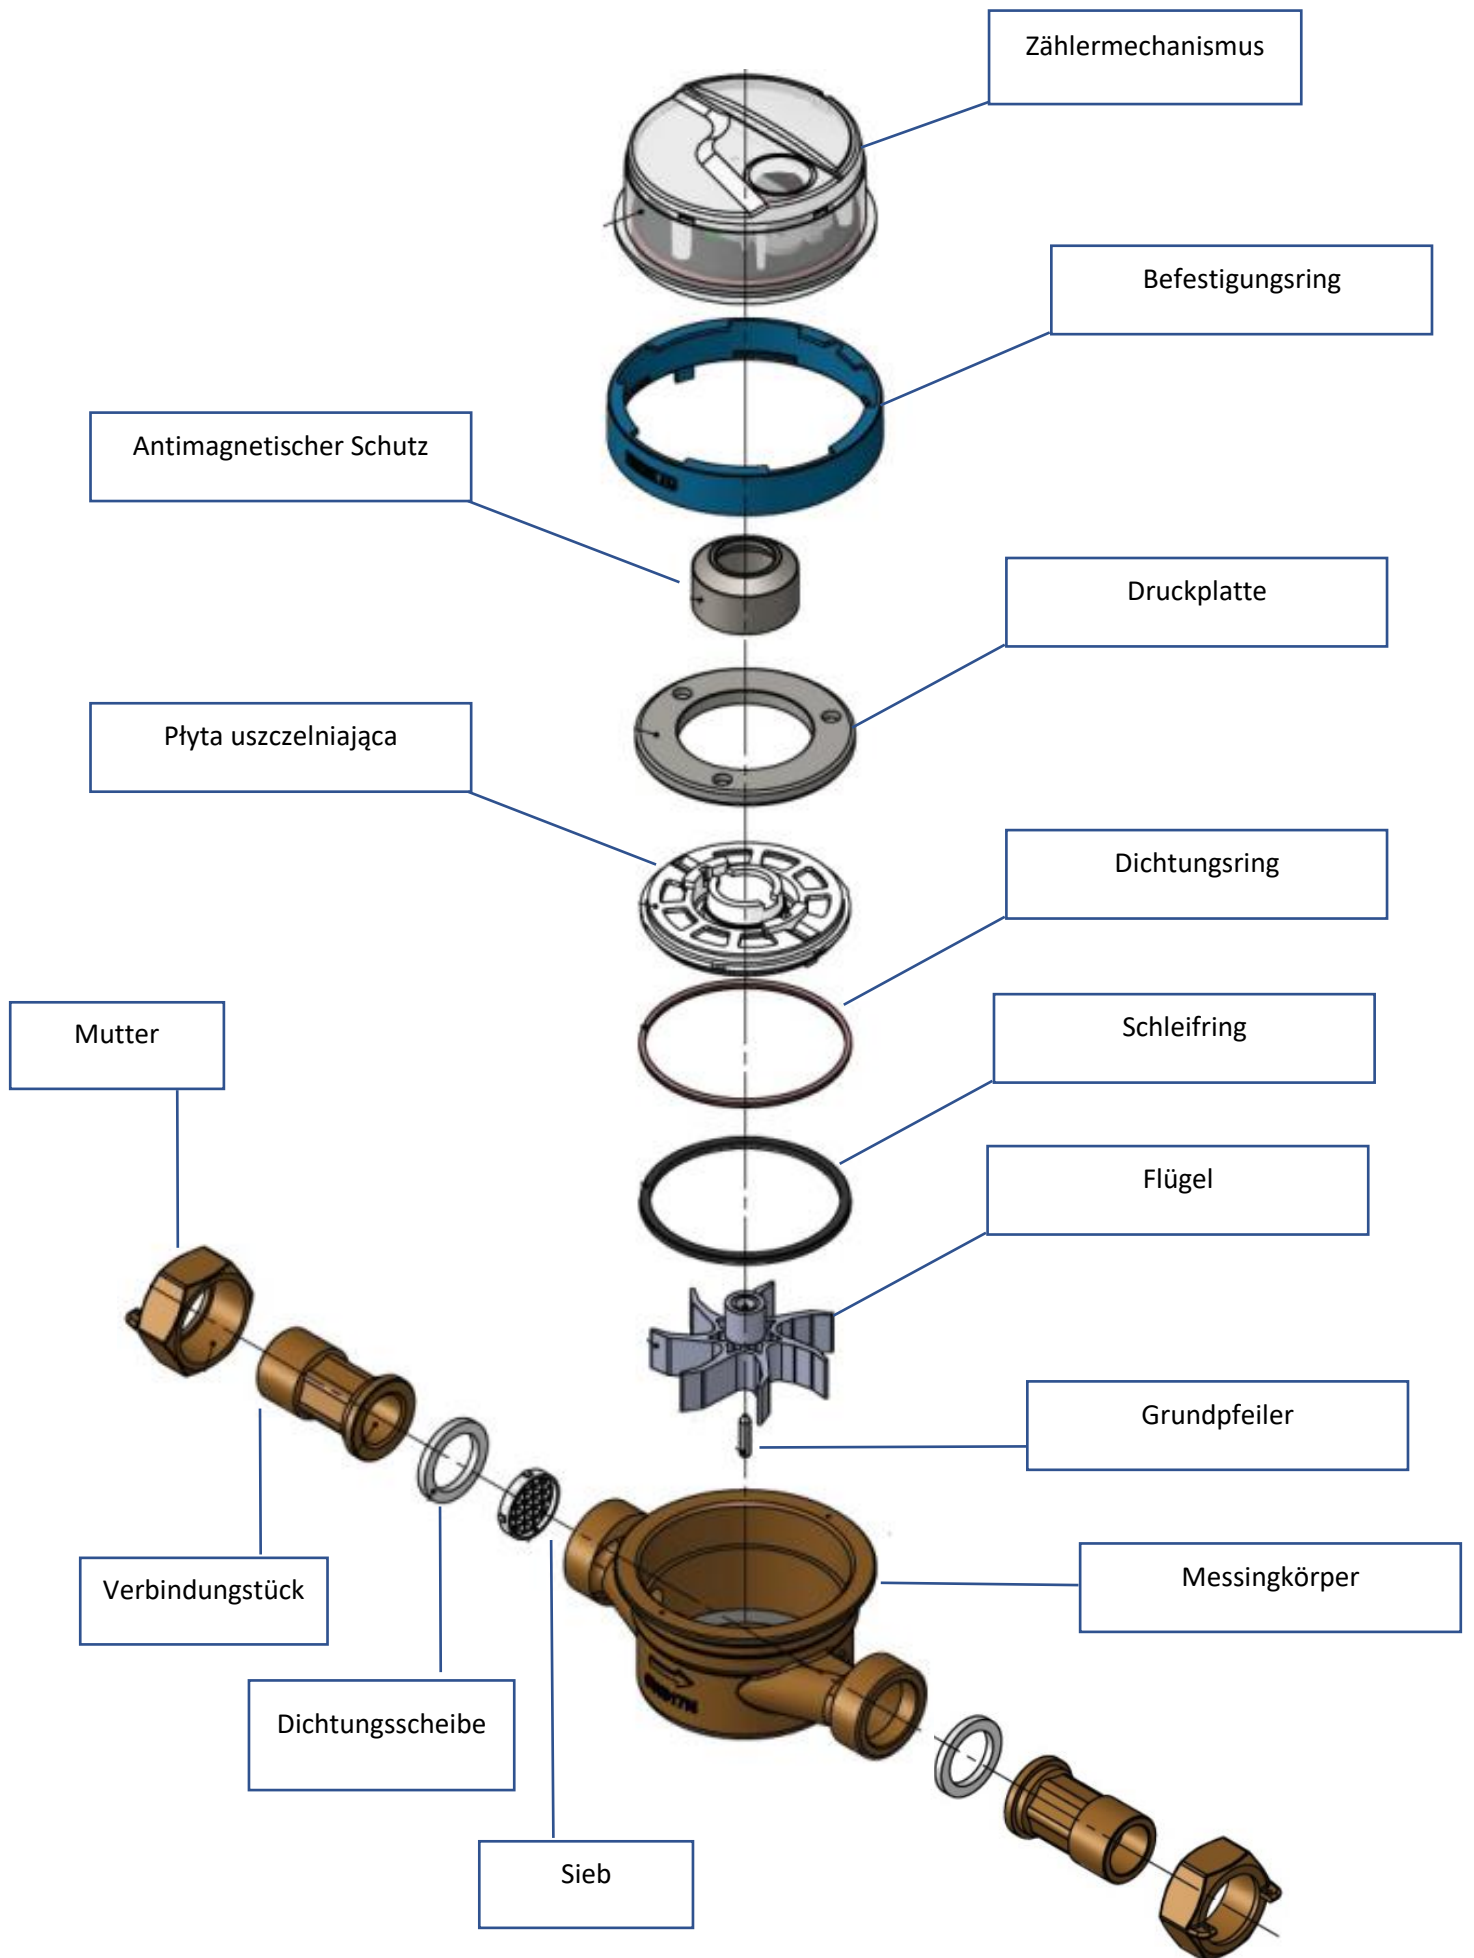 Zählermechanismus
Befestigungsring
Antimagnetischer Schutz
Druckplatte
Płyta uszczelniająca
Dichtungsring
Schleifring
Mutter
Flügel
Grundpfeiler
Messingkörper
Verbindungstück
Dichtungsscheibe
Sieb